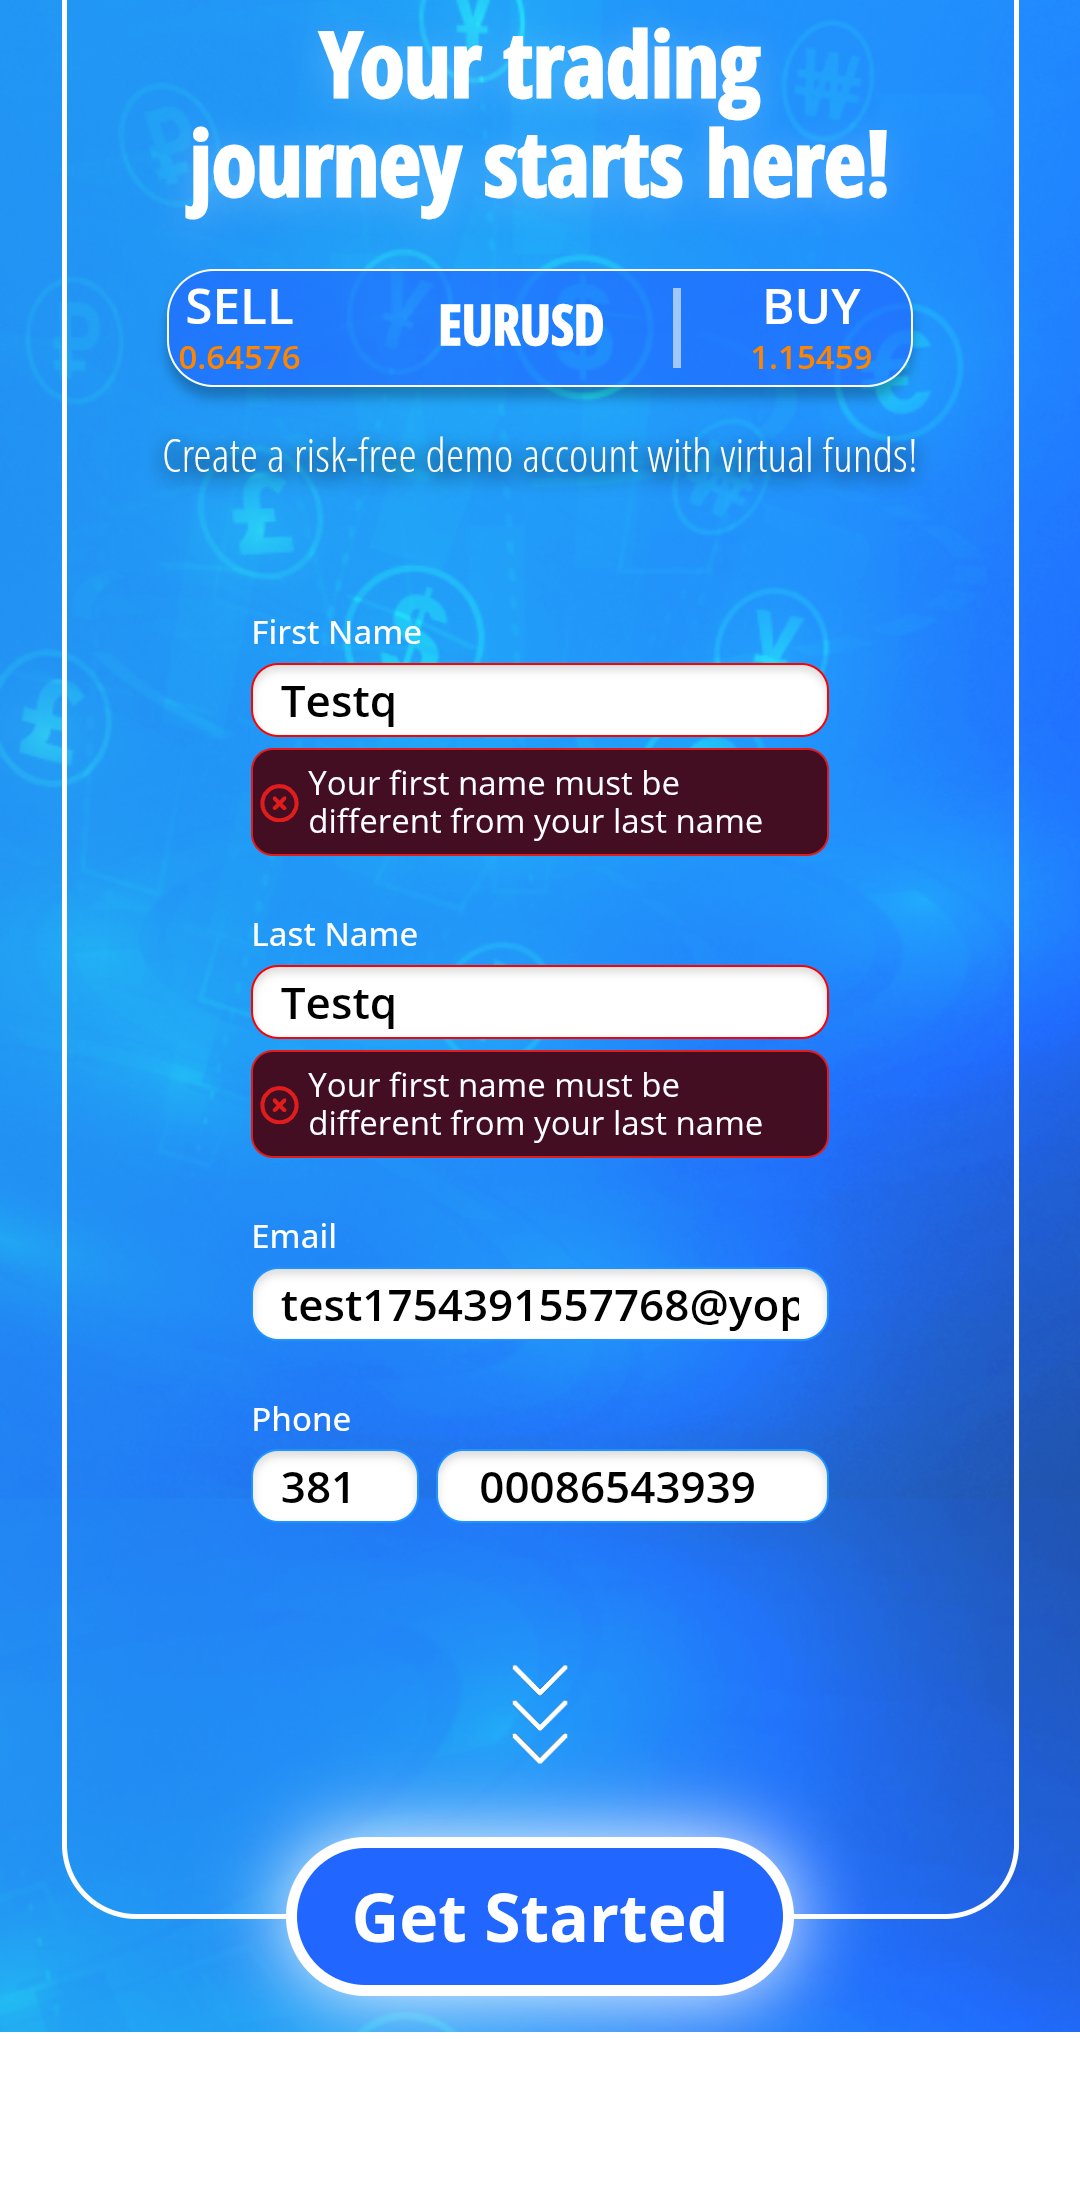 Your trading
journey starts here!
SELL
0.64576
EURUSD
BUY
1.15459
Create a risk-free demo account with virtual funds!
First Name
Testq
Your first name must be
different from your last name
Last Name
Testq
Your first name must be
different from your last name
Email
test1754391557768@yop
Phone
381 00086543939
Get Started